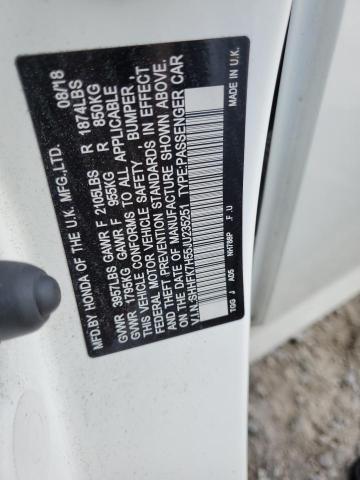 MFD.BY HONDA OF THE U.K. MFG.,LTD. 08/18
GVWR 3957LBS GAWR F 2105LBS R 1874LBS
GVWR 1795KG GAWR F 955KG R 850KG
THIS VEHICLE CONFORMS TO ALL APPLICABLE
FEDERAL MOTOR VEHICLE SAFETY, BUMPER,
AND THEFT PREVENTION STANDARDS IN EFFECT
ON THE DATE OF MANUFACTURE SHOWN ABOVE.
V.I.N.:SHHFK7H55JU235251 TYPE:PASSENGER CAR
TGG J A05 NH788P .F .U MADE IN U.K.